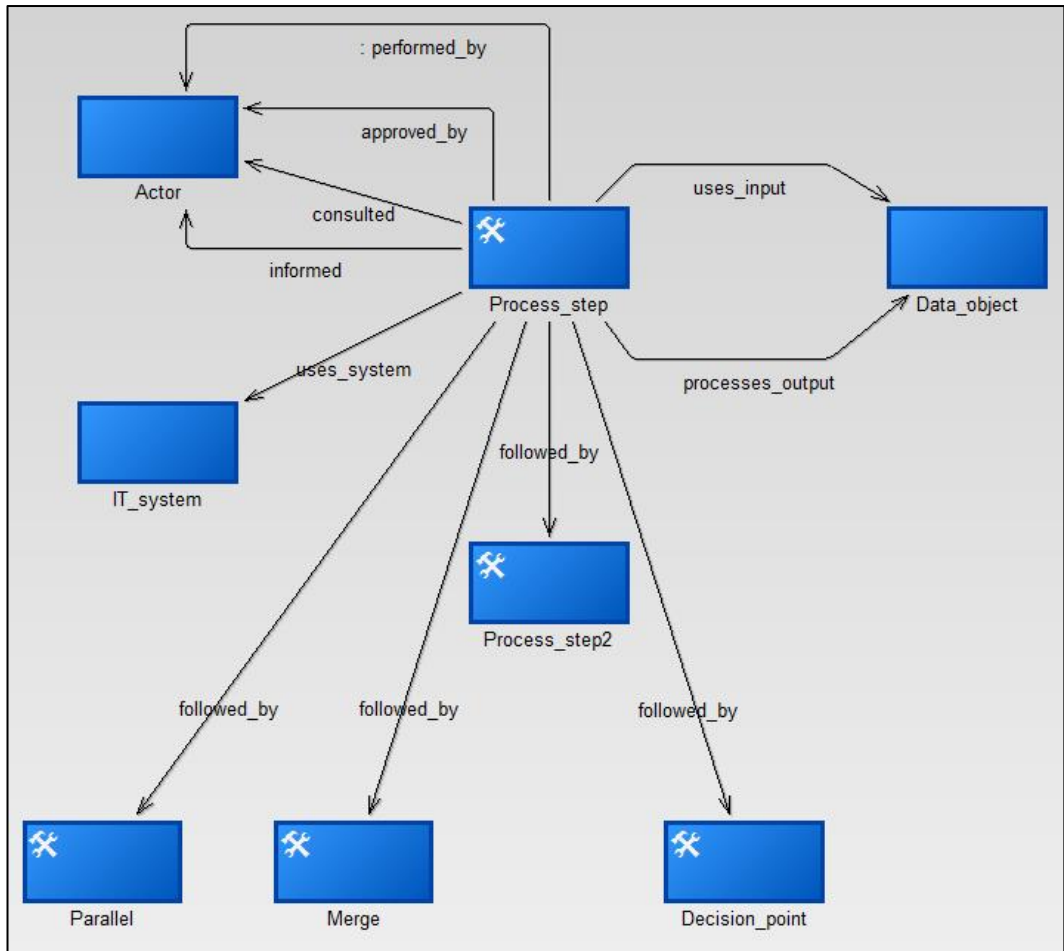 : performed_by
approved_by
Actor
uses_input
consulted
informed
Process_step
Data_object
uses_system
processes_output
followed_by
IT_system
Process_step2
followed_by
followed_by
followed_by
Parallel
Merge
Decision_point